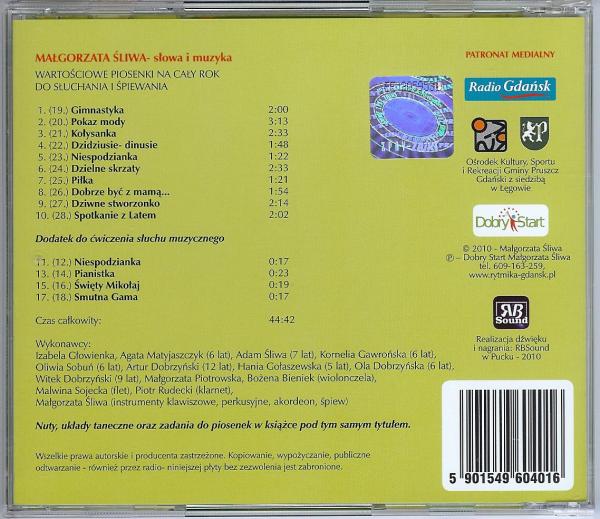 MAŁGORZATA ŚLIWA- słowa i muzyka
WARTOŚCIOWE PIOSENKI NA CAŁY ROK
DO SŁUCHANIA I ŚPIEWANIA
1. (19.) Gimnastyka 2:00
2. (20.) Pokaz mody 3:13
3. (21.) Kołysanka 2:33
4. (22.) Dzidziusie- dinusie 1:48
5. (23.) Niespodzianka 1:22
6. (24.) Dzielne skrzaty 2:33
7. (25.) Piłka 1:21
8. (26.) Dobrze być z mamą... 1:54
9. (27.) Dziwne stworzonko 2:14
10. (28.) Spotkanie z Latem 2:02
Dodatek do ćwiczenia słuchu muzycznego
11. (12.) Niespodzianka 0:17
13. (14.) Pianistka 0:23
15. (16.) Święty Mikołaj 0:19
17. (18.) Smutna Gama 0:17
Czas całkowity: 44:42
Wykonawcy:
Izabela Głowienka, Agata Matyjaszczyk (6 lat), Adam Śliwa (7 lat), Kornelia Gawrońska (6 lat),
Oliwia Sobuń (6 lat), Artur Dobrzyński (12 lat), Hania Gołaszewska (5 lat), Ola Dobrzyńska (6 lat),
Witek Dobrzyński (9 lat), Małgorzata Piotrowska, Bożena Bieniek (wiolonczela),
Malwina Sojecka (flet), Piotr Rudecki (klarnet),
Małgorzata Śliwa (instrumenty klawiszowe, perkusyjne, akordeon, śpiew)
Nuty, układy taneczne oraz zadania do piosenek w książce pod tym samym tytułem.
Wszelkie prawa autorskie i producenta zastrzeżone. Kopiowanie, wypożyczanie, publiczne
odtwarzanie - również przez radio- niniejszej płyty bez zezwolenia jest zabronione.
PATRONAT MEDIALNY
Radio Gdańsk
P
Ośrodek Kultury, Sportu
i Rekreacji Gminy Pruszcz
Gdański z siedzibą
w Łęgowie
Dobry Start
© 2010 - Małgorzata Śliwa
℗ – Dobry Start Małgorzata Śliwa
tel. 609-163-259,
www.rytmika-gdansk.pl
RB
Sound
Realizacja dźwięku
i nagrania: RBSound
w Pucku - 2010
5 901549 604016